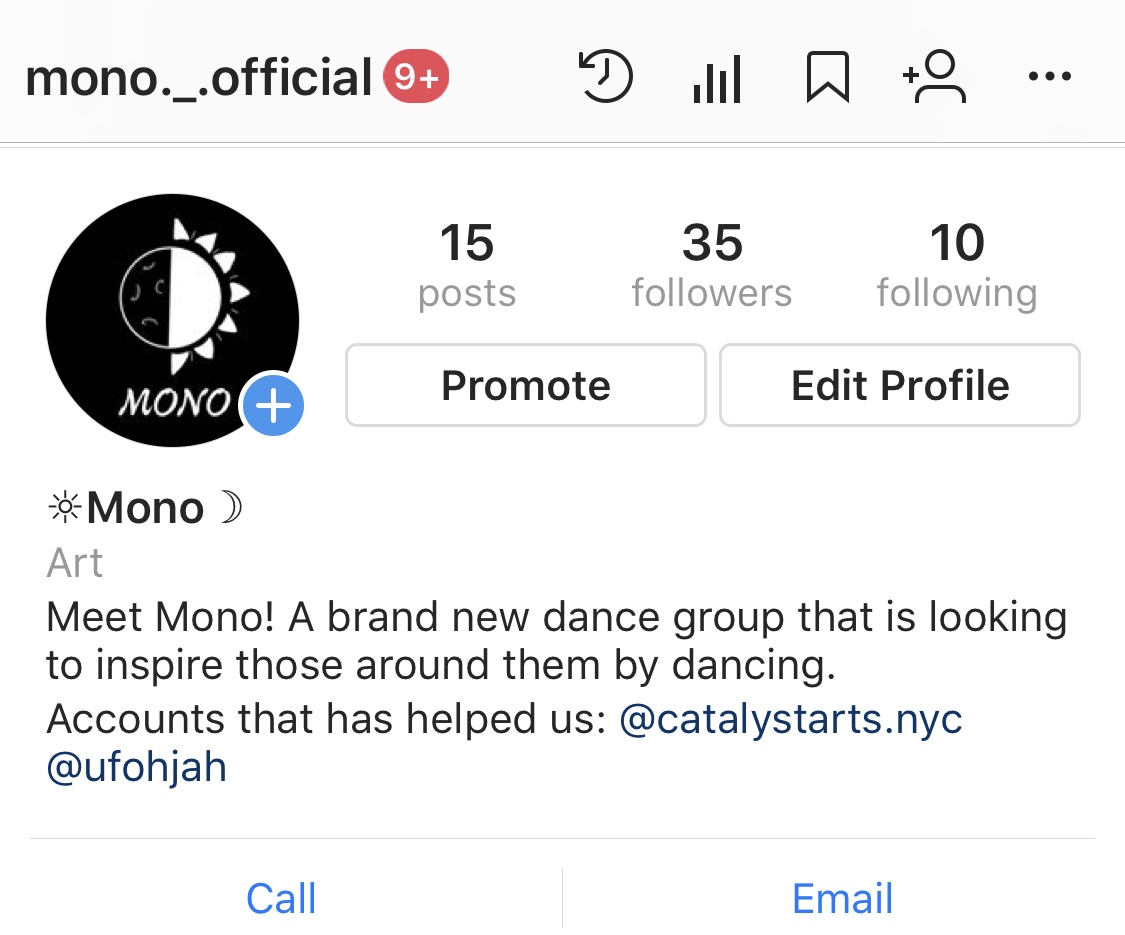 mono._.official 9+
15 35 10
posts followers following
Promote Edit Profile
MONO
☼Mono☽
Art
Meet Mono! A brand new dance group that is looking
to inspire those around them by dancing.
Accounts that has helped us: @catalystarts.nyc
@ufohjah
Call Email